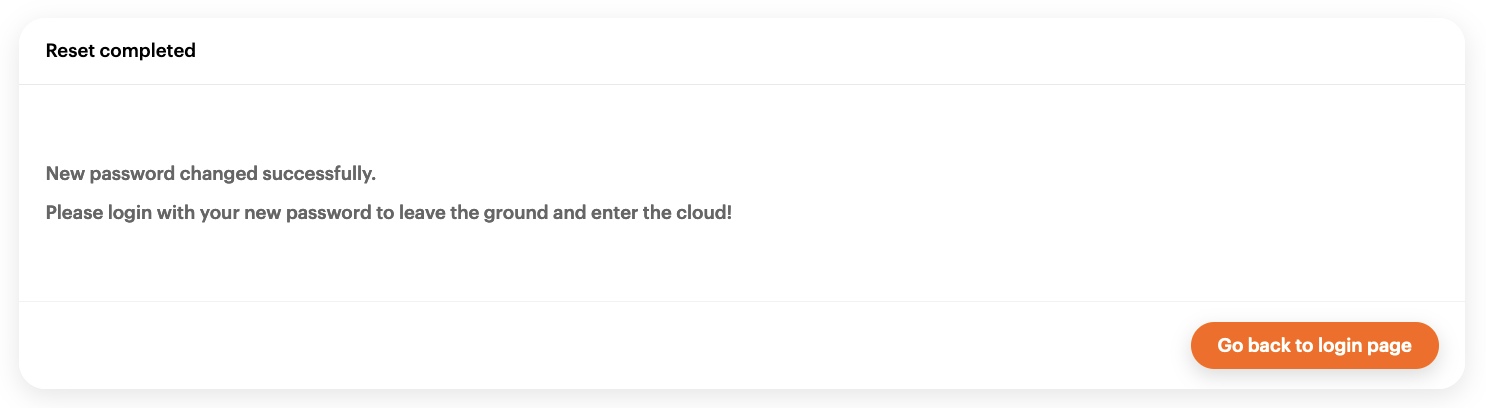 Reset completed
New password changed successfully.
Please login with your new password to leave the ground and enter the cloud!
Go back to login page